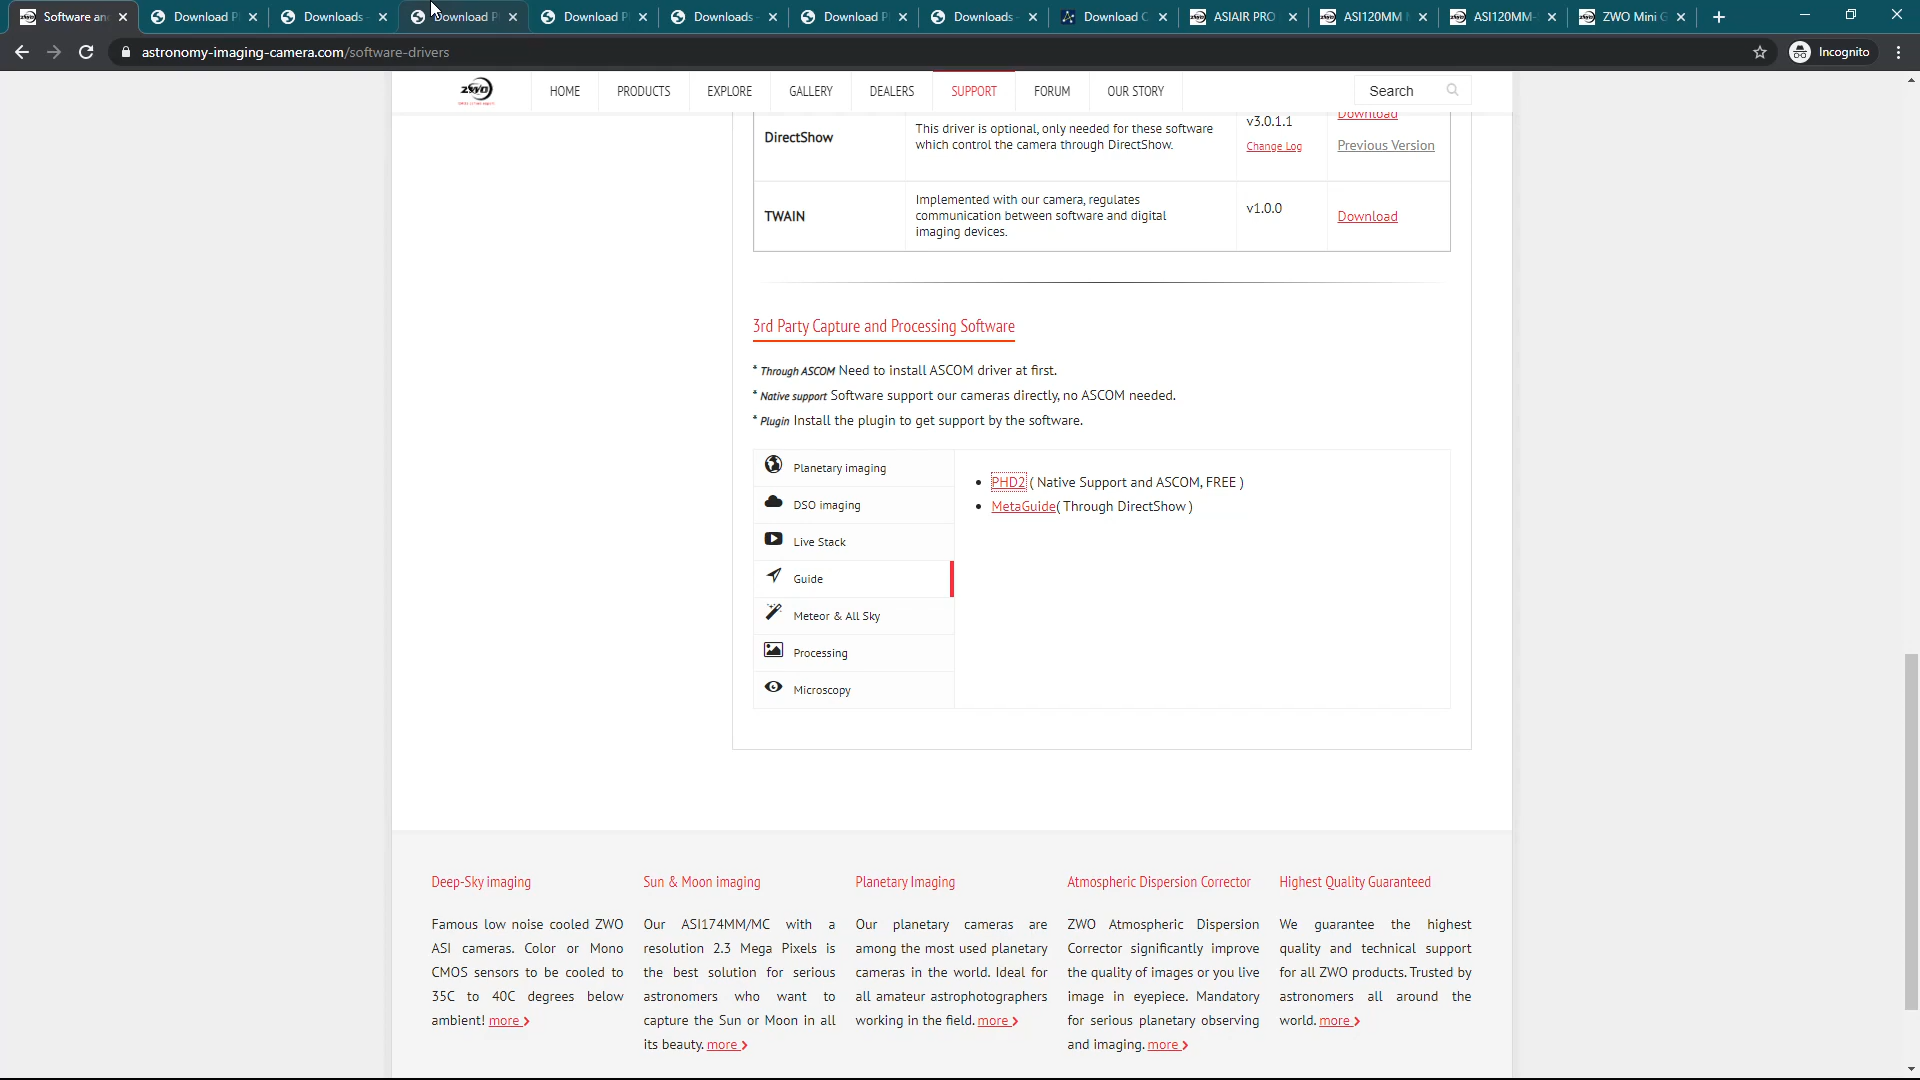 Software an
Download P
Downloads -
Download P
Download P
Downloads -
Download P
Downloads -
Download C
ASIAIR PRO
ASI120MM
ASI120MM-
ZWO Mini G
astronomy-imaging-camera.com/software-drivers
Incognito
ZWO
HOME
PRODUCTS
EXPLORE
GALLERY
DEALERS
SUPPORT
FORUM
OUR STORY
Search
DirectShow
This driver is optional, only needed for these software
which control the camera through DirectShow.
v3.0.1.1
Change Log
Download
Previous Version
TWAIN
Implemented with our camera, regulates
communication between software and digital
imaging devices.
v1.0.0
Download
3rd Party Capture and Processing Software
* Through ASCOM Need to install ASCOM driver at first.
* Native support Software support our cameras directly, no ASCOM needed.
* Plugin Install the plugin to get support by the software.
Planetary imaging
DSO imaging
Live Stack
Guide
Meteor & All Sky
Processing
Microscopy
PHD2 ( Native Support and ASCOM, FREE )
MetaGuide( Through DirectShow )
Deep-Sky imaging
Famous low noise cooled ZWO
ASI cameras. Color or Mono
CMOS sensors to be cooled to
35C to 40C degrees below
ambient! more
Sun & Moon imaging
Our ASI174MM/MC with a
resolution 2.3 Mega Pixels is
the best solution for serious
astronomers who want to
capture the Sun or Moon in all
its beauty. more
Planetary Imaging
Our planetary cameras are
among the most used planetary
cameras in the world. Ideal for
all amateur astrophotographers
working in the field. more
Atmospheric Dispersion Corrector
ZWO Atmospheric Dispersion
Corrector significantly improve
the quality of images or you live
image in eyepiece. Mandatory
for serious planetary observing
and imaging. more
Highest Quality Guaranteed
We guarantee the highest
quality and technical support
for all ZWO products. Trusted by
astronomers all around the
world. more